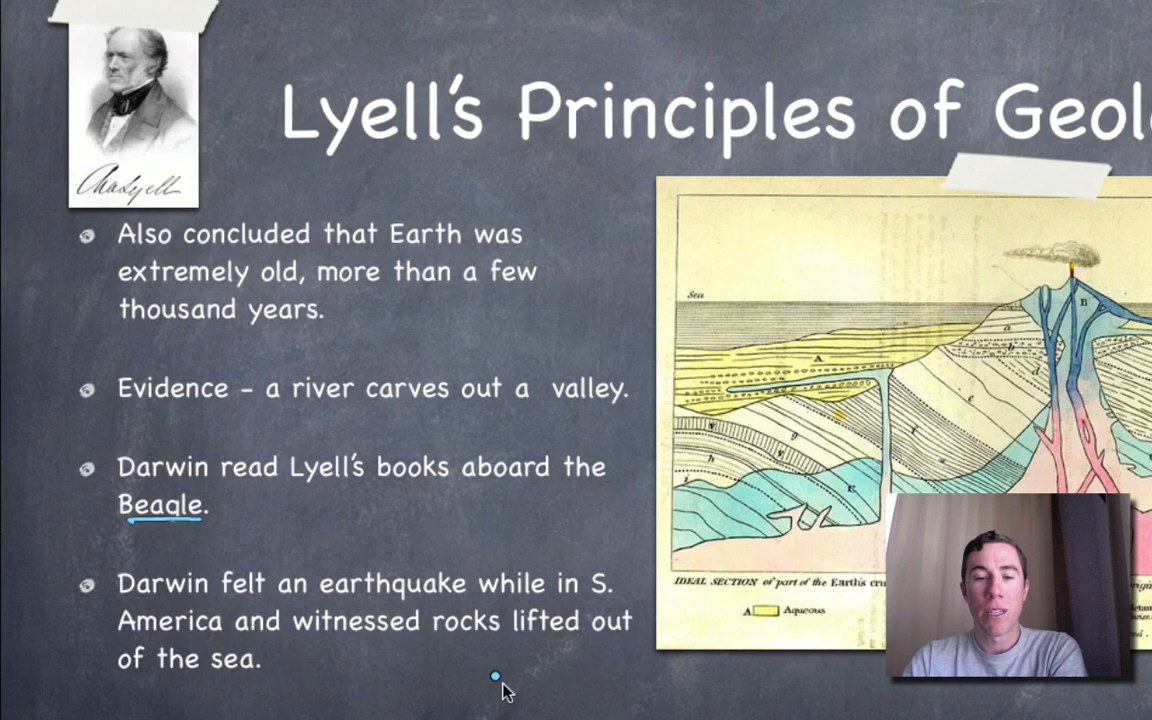 Lyell's Principles of Geol
Chas Lyell
Also concluded that Earth was
extremely old, more than a few
thousand years.
Evidence – a river carves out a valley.
Darwin read Lyell's books aboard the
Beagle.
Darwin felt an earthquake while in S.
America and witnessed rocks lifted out
of the sea.
Sea
A
B
a
b
d
e
f
g
h
i
E
IDEAL SECTION of part of the Earth's cru
A Aqueous